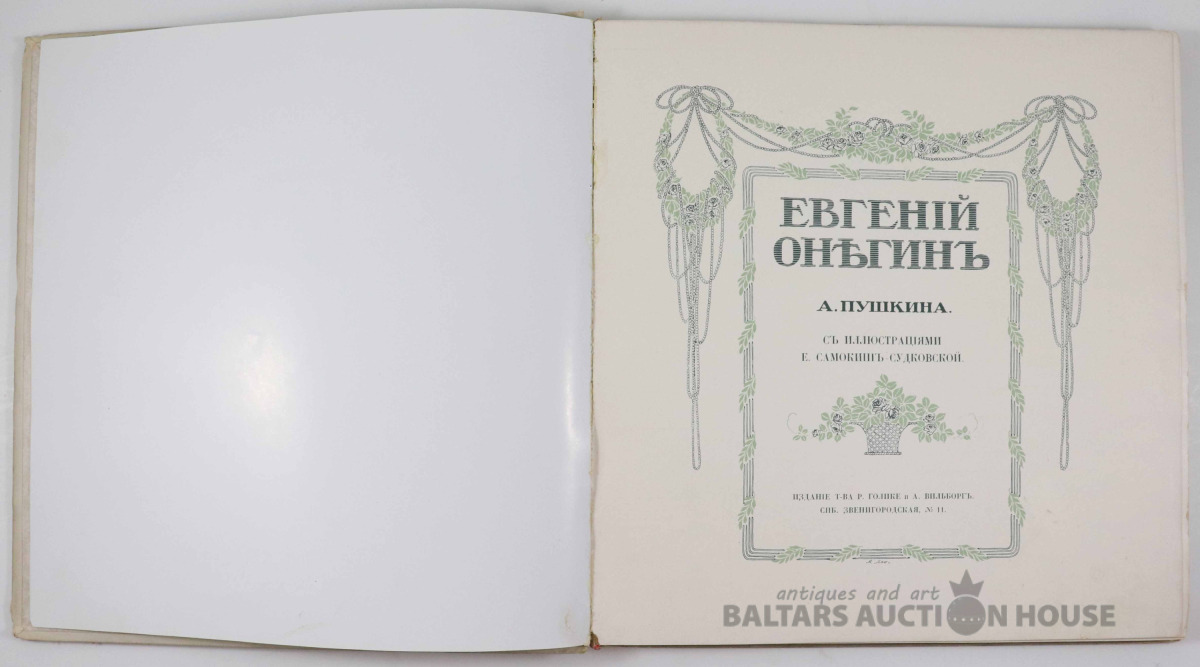 ЕВГЕНІЙ
ОНѢГИНЪ
А. ПУШКИНА.
СЪ ИЛЛЮСТРАЦІЯМИ
Е. САМОКИШЪ-СУДКОВСКОЙ.
ИЗДАНІЕ Т-ВА Р. ГОЛИКЕ и А. ВИЛЬБОРГЪ.
СПБ. ЗВЕНИГОРОДСКАЯ, № 11.
antiques and art
BALTARS AUCTION HOUSE